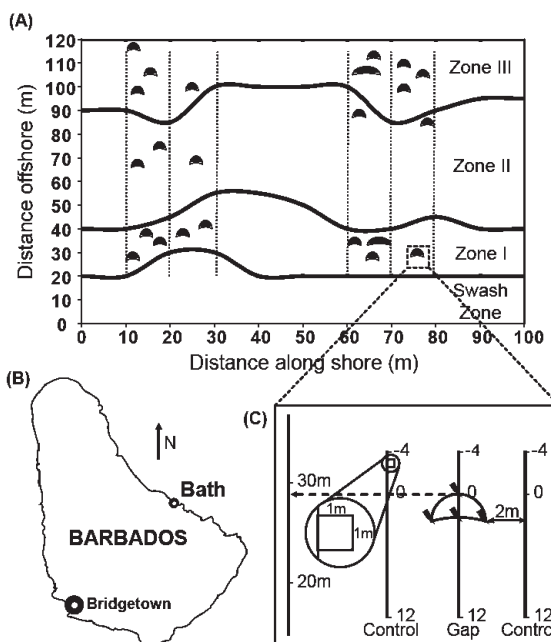 (A)
Distance offshore (m)
120
110
100
90
80
70
60
50
40
30
20
10
0
Zone III
Zone II
Zone I
Swash
Zone
0 10 20 30 40 50 60 70 80 90 100
Distance along shore (m)
(B)
N
Bath
BARBADOS
Bridgetown
(C)
30m
20m
1m
1m
-4
0
12
Control
-4
0
12
Gap
2m
-4
0
12
Control